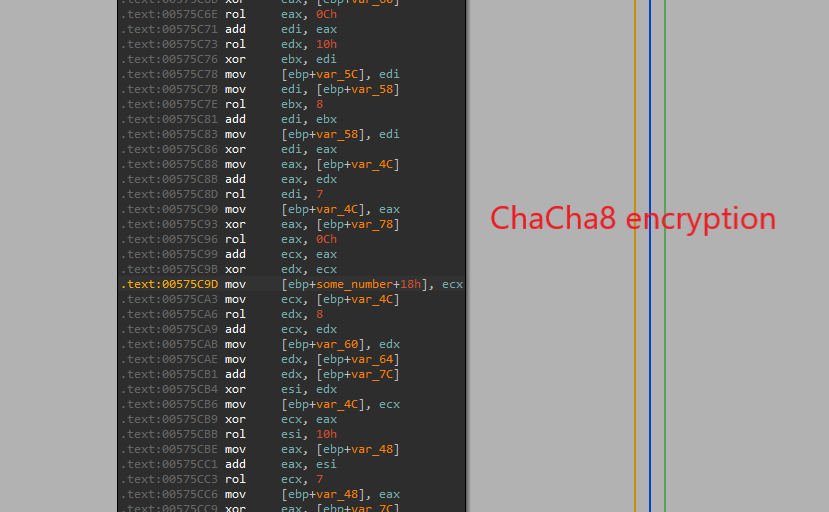 .text:00575C6E rol eax, 0Ch
.text:00575C71 add edi, eax
.text:00575C73 rol edx, 10h
.text:00575C76 xor ebx, edi
.text:00575C78 mov [ebp+var_5C], edi
.text:00575C7B mov edi, [ebp+var_58]
.text:00575C7E rol ebx, 8
.text:00575C81 add edi, ebx
.text:00575C83 mov [ebp+var_58], edi
.text:00575C86 xor edi, eax
.text:00575C88 mov eax, [ebp+var_4C]
.text:00575C8B add eax, edx
.text:00575C8D rol edi, 7
.text:00575C90 mov [ebp+var_4C], eax
.text:00575C93 xor eax, [ebp+var_78]
.text:00575C96 rol eax, 0Ch
.text:00575C99 add ecx, eax
.text:00575C9B xor edx, ecx
.text:00575C9D mov [ebp+some_number+18h], ecx
.text:00575CA3 mov ecx, [ebp+var_4C]
.text:00575CA6 rol edx, 8
.text:00575CA9 add ecx, edx
.text:00575CAB mov [ebp+var_60], edx
.text:00575CAE mov edx, [ebp+var_64]
.text:00575CB1 add edx, [ebp+var_7C]
.text:00575CB4 xor esi, edx
.text:00575CB6 mov [ebp+var_4C], ecx
.text:00575CB9 xor ecx, eax
.text:00575CBB rol esi, 10h
.text:00575CBE mov eax, [ebp+var_48]
.text:00575CC1 add eax, esi
.text:00575CC3 rol ecx, 7
.text:00575CC6 mov [ebp+var_48], eax
.text:00575CC9 xor eax, [ebp+var_7C]
ChaCha8 encryption